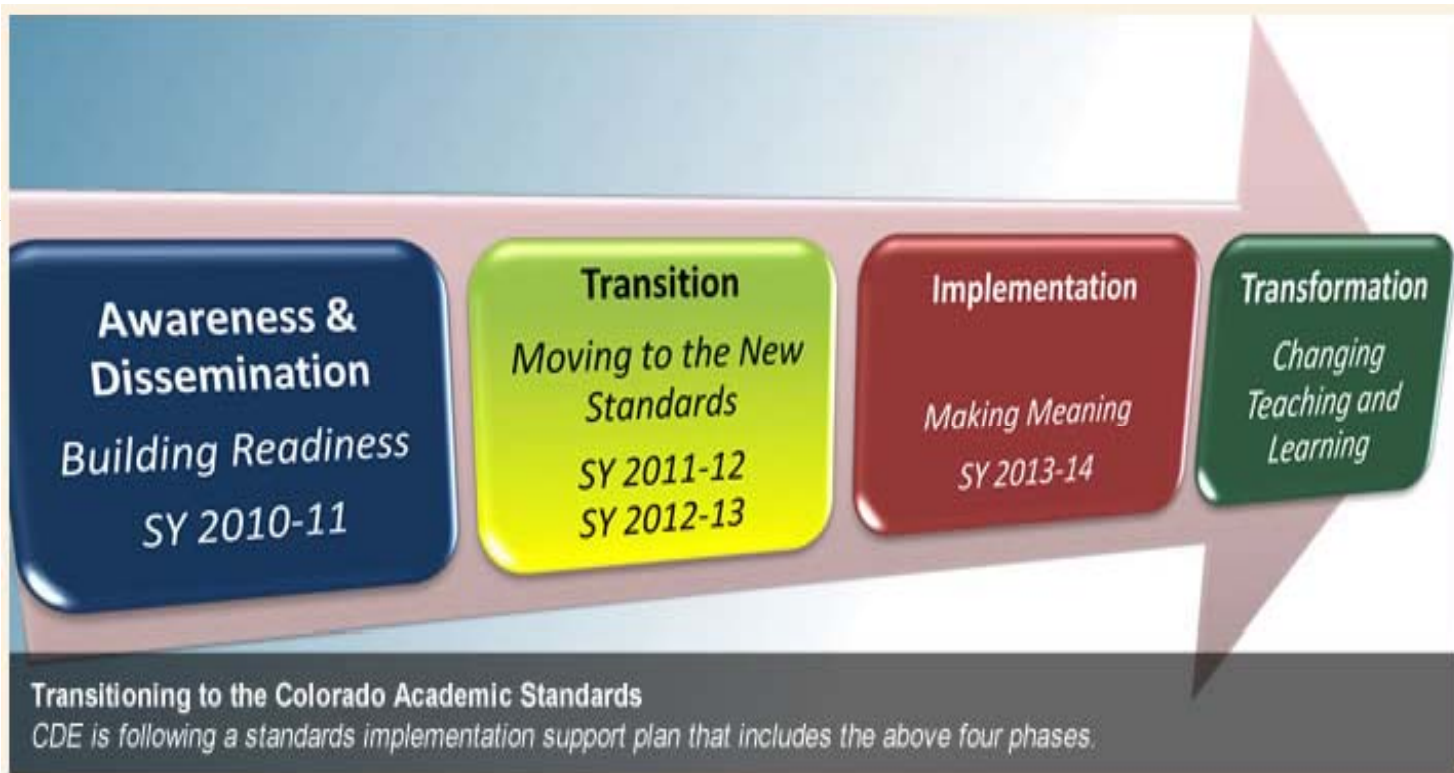 Awareness &
Dissemination
Building Readiness
SY 2010-11
Transition
Moving to the New
Standards
SY 2011-12
SY 2012-13
Implementation
Making Meaning
SY 2013-14
Transformation
Changing
Teaching and
Learning
Transitioning to the Colorado Academic Standards
CDE is following a standards implementation support plan that includes the above four phases.